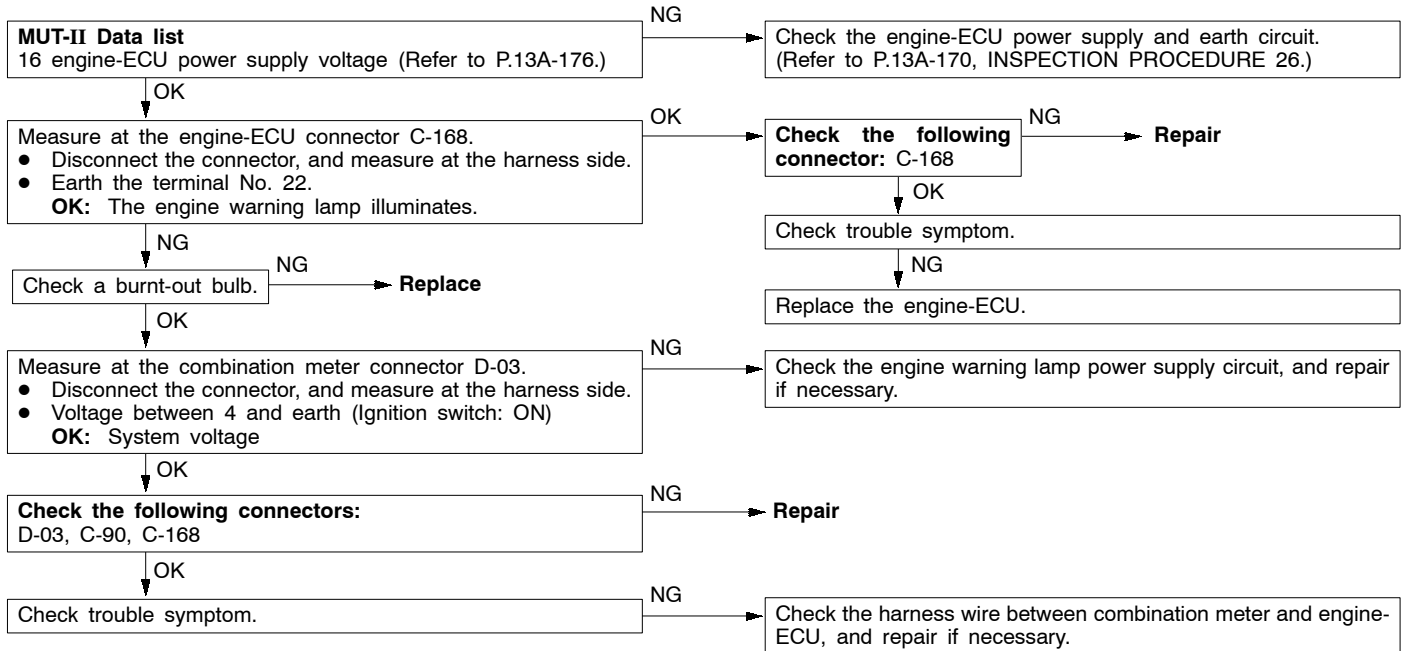 MUT-II Data list
16 engine-ECU power supply voltage (Refer to P.13A-176.)
NG
Check the engine-ECU power supply and earth circuit.
(Refer to P.13A-170, INSPECTION PROCEDURE 26.)
OK
Measure at the engine-ECU connector C-168.
● Disconnect the connector, and measure at the harness side.
● Earth the terminal No. 22.
OK: The engine warning lamp illuminates.
OK
Check the following
connector: C-168
NG
Repair
OK
Check trouble symptom.
NG
Replace the engine-ECU.
NG
Check a burnt-out bulb.
NG
Replace
OK
Measure at the combination meter connector D-03.
● Disconnect the connector, and measure at the harness side.
● Voltage between 4 and earth (Ignition switch: ON)
OK: System voltage
NG
Check the engine warning lamp power supply circuit, and repair
if necessary.
OK
Check the following connectors:
D-03, C-90, C-168
NG
Repair
OK
Check trouble symptom.
NG
Check the harness wire between combination meter and engine-
ECU, and repair if necessary.